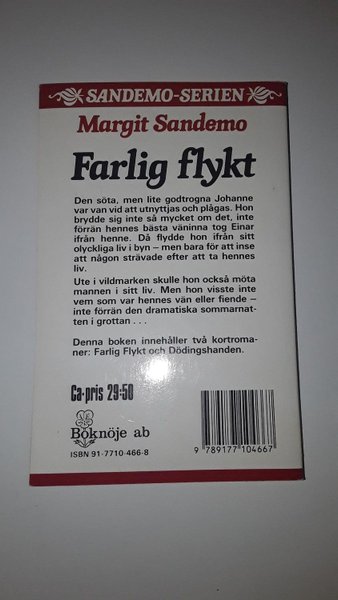 SANDEMO-SERIEN
Margit Sandemo
Farlig flykt
Den söta, men lite godtrogna Johanne
var van vid att utnyttjas och plågas. Hon
brydde sig inte så mycket om det, inte
förrän hennes bästa väninna tog Einar
ifrån henne. Då flydde hon ifrån sitt
olyckliga liv i byn – men bara för att inse
att någon strävade efter att ta hennes
liv.
Ute i vildmarken skulle hon också möta
mannen i sitt liv. Men hon visste inte
vem som var hennes vän eller fiende –
inte förrän den dramatiska sommarnat-
ten i grottan . . .
Denna boken innehåller två kortroma-
ner: Farlig Flykt och Dödingshanden.
Ca-pris 29:50
Boknöje ab
ISBN 91-7710-466-8
9 789177 104667